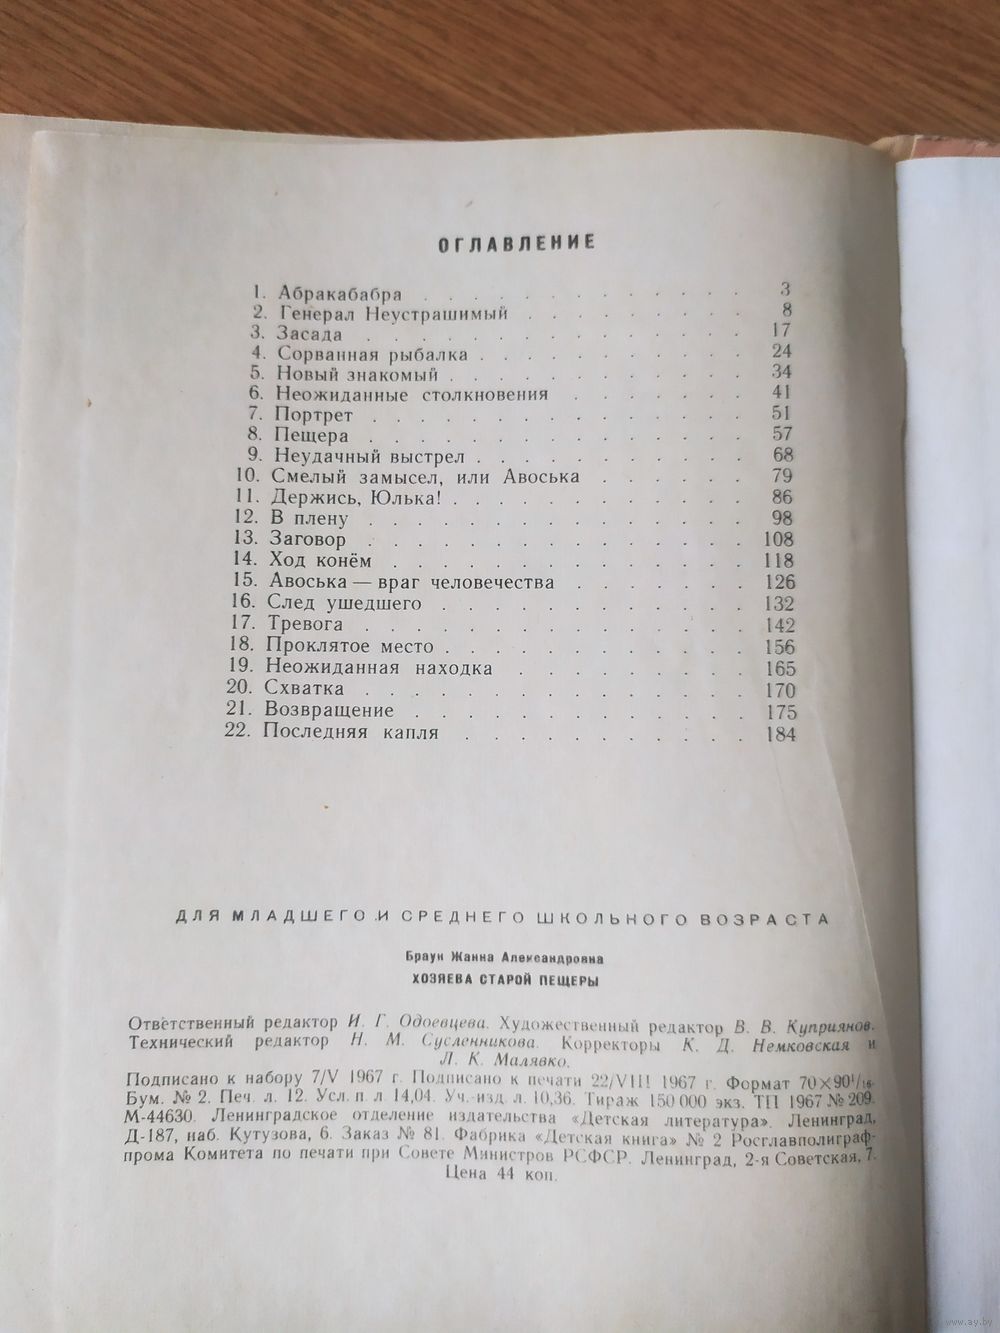 ОГЛАВЛЕНИЕ
1. Абракабабра . . . . . . . . . . . . 3
2. Генерал Неустрашимый . . . . . . . . 8
3. Засада . . . . . . . . . . . . . . 17
4. Сорванная рыбалка . . . . . . . . . . 24
5. Новый знакомый . . . . . . . . . . . 34
6. Неожиданные столкновения . . . . . . 41
7. Портрет . . . . . . . . . . . . . 51
8. Пещера . . . . . . . . . . . . . . 57
9. Неудачный выстрел . . . . . . . . . . 68
10. Смелый замысел, или Авоська . . . . . 79
11. Держись, Юлька! . . . . . . . . . . . 86
12. В плену . . . . . . . . . . . . . . 98
13. Заговор . . . . . . . . . . . . . . 108
14. Ход конём . . . . . . . . . . . . . 118
15. Авоська — враг человечества . . . . . . 126
16. След ушедшего . . . . . . . . . . . 132
17. Тревога . . . . . . . . . . . . . . 142
18. Проклятое место . . . . . . . . . . . 156
19. Неожиданная находка . . . . . . . . 165
20. Схватка . . . . . . . . . . . . . . 170
21. Возвращение . . . . . . . . . . . . 175
22. Последняя капля . . . . . . . . . . 184
ДЛЯ МЛАДШЕГО И СРЕДНЕГО ШКОЛЬНОГО ВОЗРАСТА
Браун Жанна Александровна
ХОЗЯЕВА СТАРОЙ ПЕЩЕРЫ
Ответственный редактор И. Г. Одоевцева. Художественный редактор В. В. Куприянов.
Технический редактор Н. М. Сусленникова. Корректоры К. Д. Немковская и
Л. К. Малявко.
Подписано к набору 7/V 1967 г. Подписано к печати 22/VIII 1967 г. Формат 70×90¹/₁₆.
Бум. № 2. Печ. л. 12. Усл. п. л 14,04. Уч.-изд. л. 10,36. Тираж 150 000 экз. ТП 1967 № 209.
М-44630. Ленинградское отделение издательства «Детская литература». Ленинград,
Д-187, наб. Кутузова, 6. Заказ № 81. Фабрика «Детская книга» № 2 Росглавполиграф-
прома Комитета по печати при Совете Министров РСФСР. Ленинград, 2-я Советская, 7.
Цена 44 коп.
www.ay.by